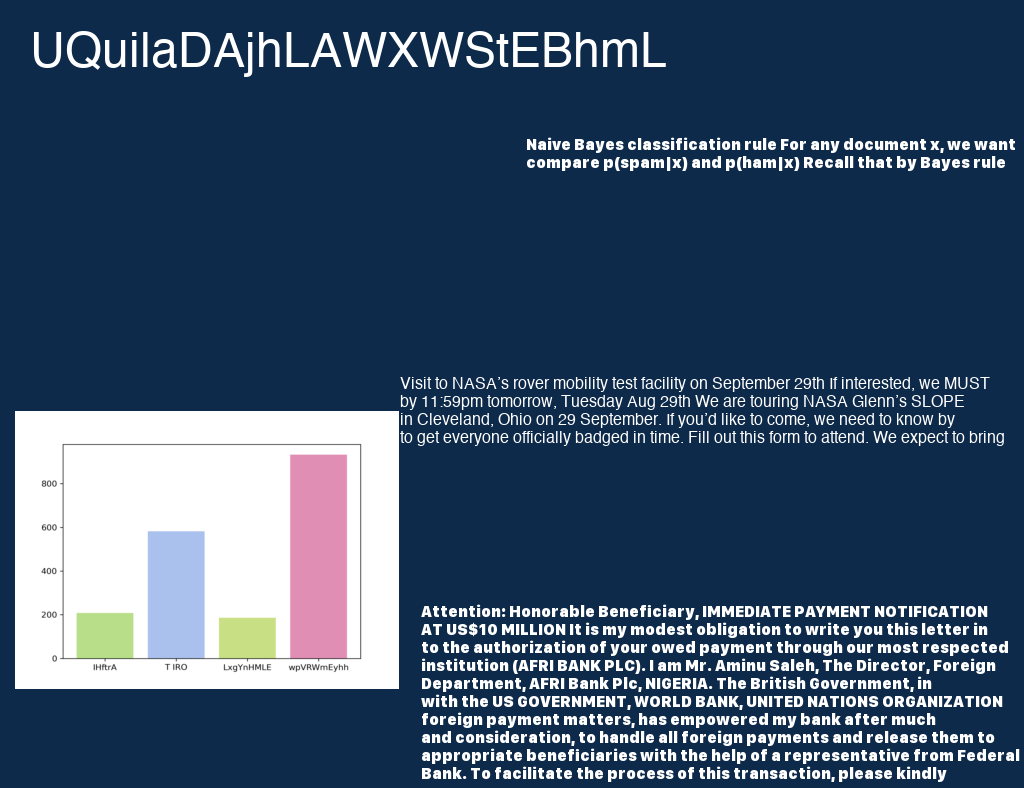 UQuilaDAjhLAWXWStEBhmL
Naive Bayes classification rule For any document x, we want
compare p(spam|x) and p(ham|x) Recall that by Bayes rule
Visit to NASA’s rover mobility test facility on September 29th If interested, we MUST
by 11:59pm tomorrow, Tuesday Aug 29th We are touring NASA Glenn’s SLOPE
in Cleveland, Ohio on 29 September. If you’d like to come, we need to know by
to get everyone officially badged in time. Fill out this form to attend. We expect to bring
800
600
400
200
0
IHftrA
T IRO
LxgYnHMLE
wpVRWmEyhh
Attention: Honorable Beneficiary, IMMEDIATE PAYMENT NOTIFICATION
AT US$10 MILLION It is my modest obligation to write you this letter in
to the authorization of your owed payment through our most respected
institution (AFRI BANK PLC). I am Mr. Aminu Saleh, The Director, Foreign
Department, AFRI Bank Plc, NIGERIA. The British Government, in
with the US GOVERNMENT, WORLD BANK, UNITED NATIONS ORGANIZATION
foreign payment matters, has empowered my bank after much
and consideration, to handle all foreign payments and release them to
appropriate beneficiaries with the help of a representative from Federal
Bank. To facilitate the process of this transaction, please kindly